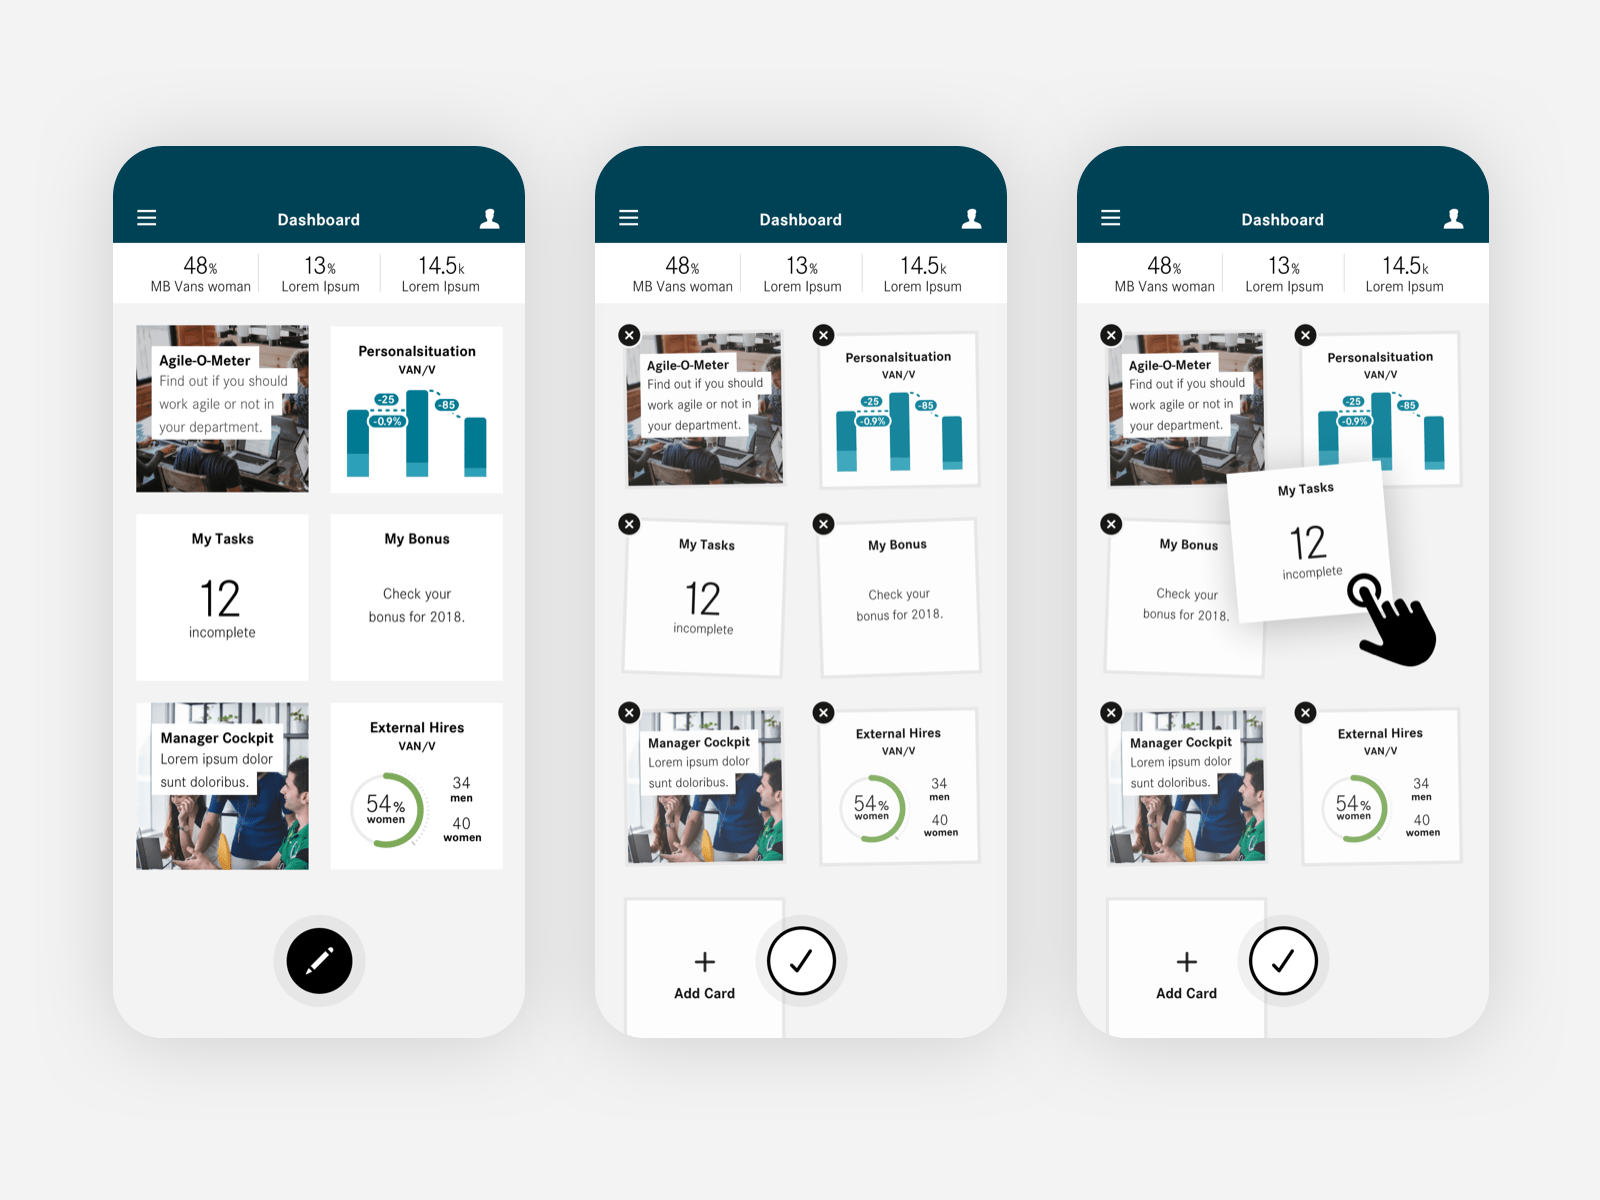 Dashboard
48%
MB Vans woman
13%
Lorem Ipsum
14.5k
Lorem Ipsum
Agile-O-Meter
Find out if you should
work agile or not in
your department.
Personalsituation
VAN/V
-25
-0.9%
-85
My Tasks
12
incomplete
My Bonus
Check your
bonus for 2018.
Manager Cockpit
Lorem ipsum dolor
sunt doloribus.
External Hires
VAN/V
54%
women
34
men
40
women
Dashboard
48%
MB Vans woman
13%
Lorem Ipsum
14.5k
Lorem Ipsum
Agile-O-Meter
Find out if you should
work agile or not in
your department.
Personalsituation
VAN/V
-25
-0.9%
-85
My Tasks
12
incomplete
My Bonus
Check your
bonus for 2018.
Manager Cockpit
Lorem ipsum dolor
sunt doloribus.
External Hires
VAN/V
54%
women
34
men
40
women
Add Card
Dashboard
48%
MB Vans woman
13%
Lorem Ipsum
14.5k
Lorem Ipsum
Agile-O-Meter
Find out if you should
work agile or not in
your department.
Personalsituation
VAN/V
-25
-0.9%
-85
My Bonus
Check your
bonus for 2018.
My Tasks
12
incomplete
Manager Cockpit
Lorem ipsum dolor
sunt doloribus.
External Hires
VAN/V
54%
women
34
men
40
women
Add Card